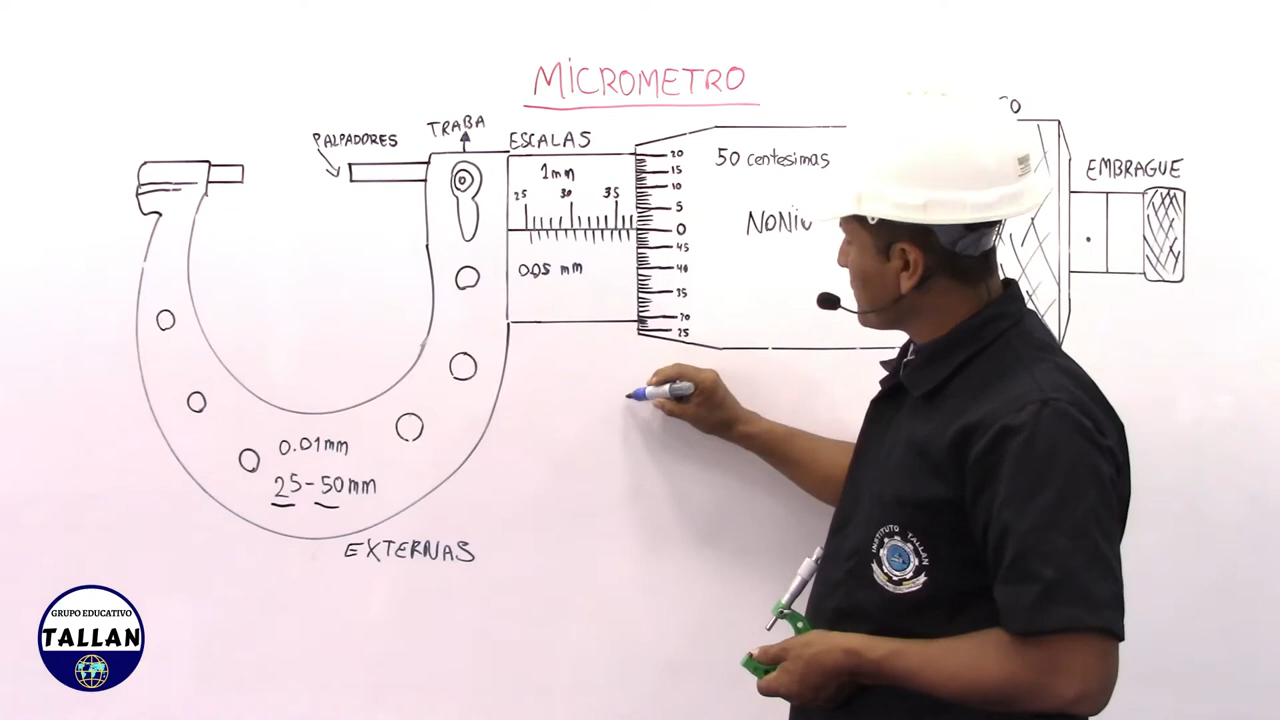 MICROMETRO
PALPADORES
TRABA
ESCALAS
1mm
25 30 35
0.05 mm
20
15
10
5
0
45
40
35
30
25
50 centesimas
EMBRAGUE
0.01mm
25-50mm
EXTERNAS
INSTITUTO TALLAN
GRUPO EDUCATIVO
TALLAN